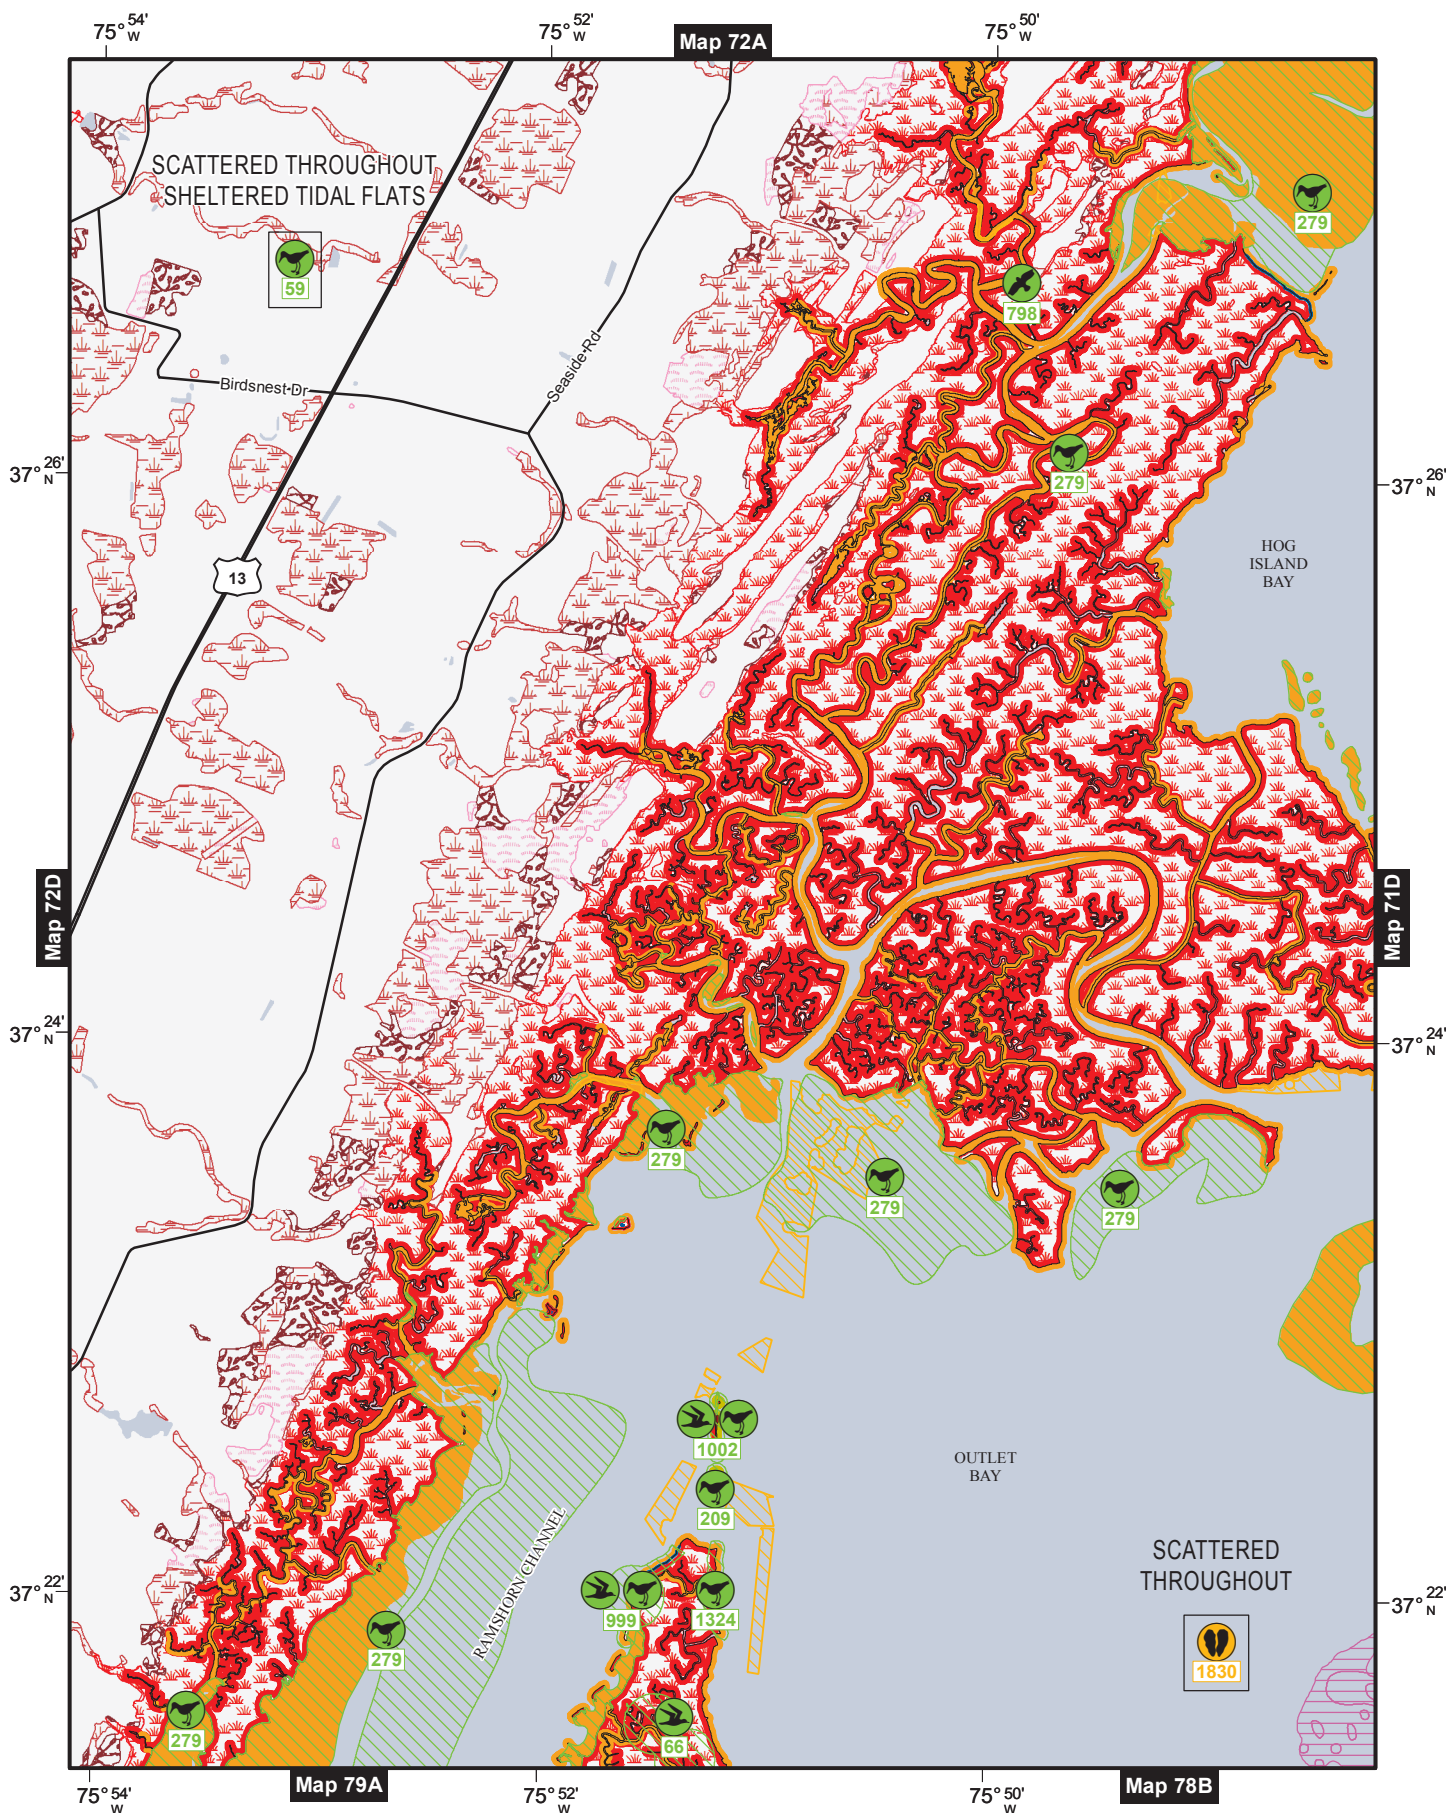 75° 54' W
75° 52' W
Map 72A
75° 50' W
SCATTERED THROUGHOUT
SHELTERED TIDAL FLATS
59
279
798
Seaside Rd
Birdsnest Dr
279
37° 26' N
37° 26' N
13
HOG
ISLAND
BAY
Map 72D
Map 71D
37° 24' N
37° 24' N
279
279
279
1002
OUTLET
BAY
209
RAMSHORN CHANNEL
SCATTERED
THROUGHOUT
37° 22' N
37° 22' N
999
1324
279
1830
279
66
75° 54' W
Map 79A
75° 52' W
75° 50' W
Map 78B